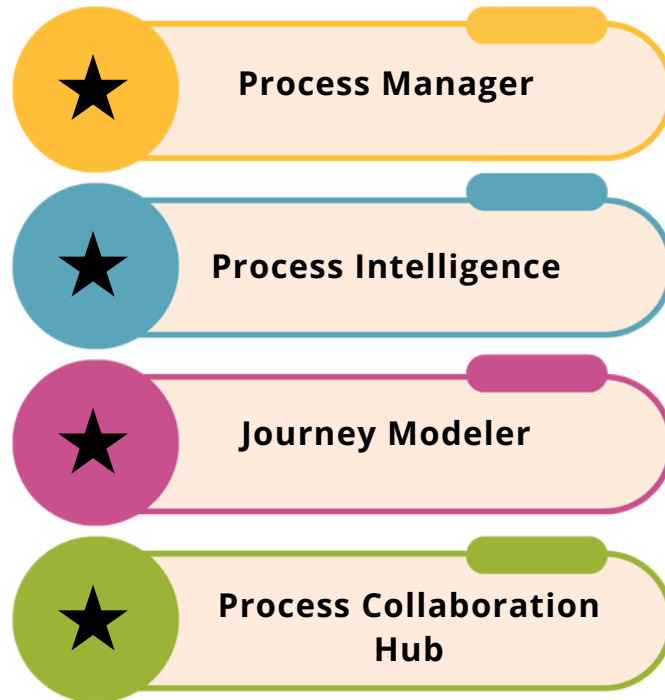 Process Manager
Process Intelligence
Journey Modeler
Process Collaboration
Hub